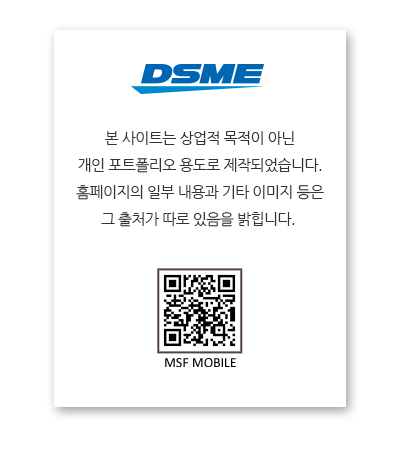 DSME
본 사이트는 상업적 목적이 아닌
개인 포트폴리오 용도로 제작되었습니다.
홈페이지의 일부 내용과 기타 이미지 등은
그 출처가 따로 있음을 밝힙니다.
MSF MOBILE